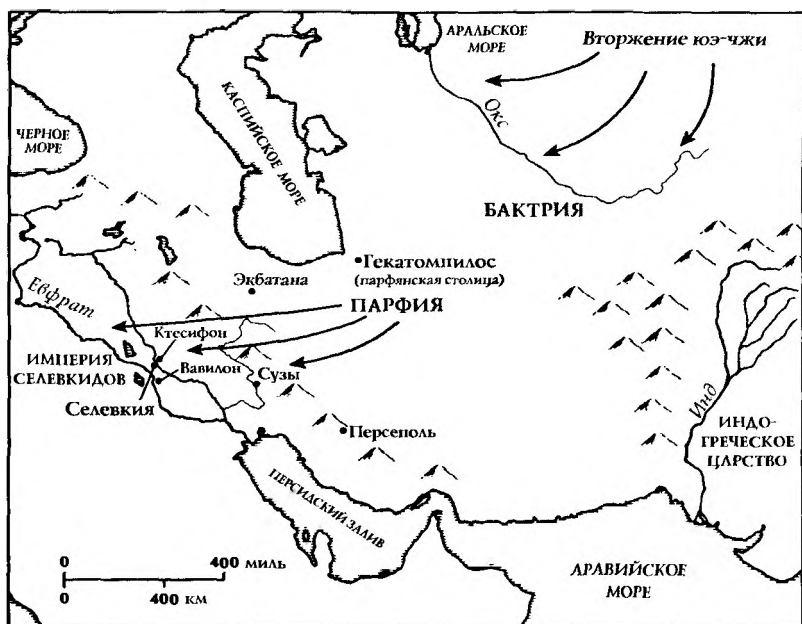 АРАЛЬСКОЕ
МОРЕ
Вторжение юэ-чжи
КАСПИЙСКОЕ МОРЕ
Окс
ЧЕРНОЕ
МОРЕ
БАКТРИЯ
Гекатомпилос
(парфянская столица)
Экбатана
Евфрат
ПАРФИЯ
Ктесифон
ИМПЕРИЯ
СЕЛЕВКИДОВ
Вавилон
Сузы
Селевкия
Инд
Персеполь
ИНДО-
ГРЕЧЕСКОЕ
ЦАРСТВО
ПЕРСИДСКИЙ ЗАЛИВ
0 400 миль
0 400 км
АРАВИЙСКОЕ
МОРЕ